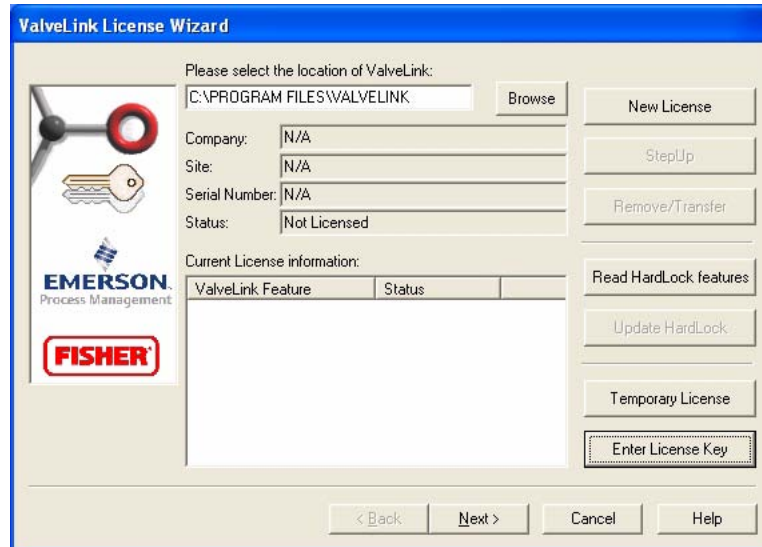 ValveLink License Wizard
Please select the location of ValveLink:
C:\PROGRAM FILES\VALVELINK
Browse
Company: N/A
Site: N/A
Serial Number: N/A
Status: Not Licensed
Current License information:
ValveLink Feature Status
EMERSON.
Process Management
FISHER
New License
StepUp
Remove/Transfer
Read HardLock features
Update HardLock
Temporary License
Enter License Key
< Back Next > Cancel Help